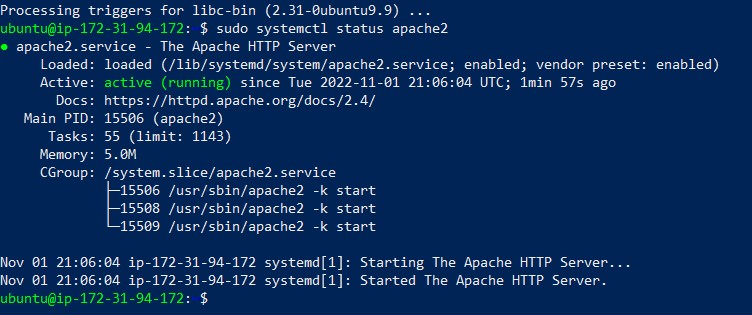 Processing triggers for libc-bin (2.31-0ubuntu9.9) ...
ubuntu@ip-172-31-94-172: $ sudo systemctl status apache2
● apache2.service - The Apache HTTP Server
Loaded: loaded (/lib/systemd/system/apache2.service; enabled; vendor preset: enabled)
Active: active (running) since Tue 2022-11-01 21:06:04 UTC; 1min 57s ago
Docs: https://httpd.apache.org/docs/2.4/
Main PID: 15506 (apache2)
Tasks: 55 (limit: 1143)
Memory: 5.0M
CGroup: /system.slice/apache2.service
├─15506 /usr/sbin/apache2 -k start
├─15508 /usr/sbin/apache2 -k start
└─15509 /usr/sbin/apache2 -k start
Nov 01 21:06:04 ip-172-31-94-172 systemd[1]: Starting The Apache HTTP Server...
Nov 01 21:06:04 ip-172-31-94-172 systemd[1]: Started The Apache HTTP Server.
ubuntu@ip-172-31-94-172: $